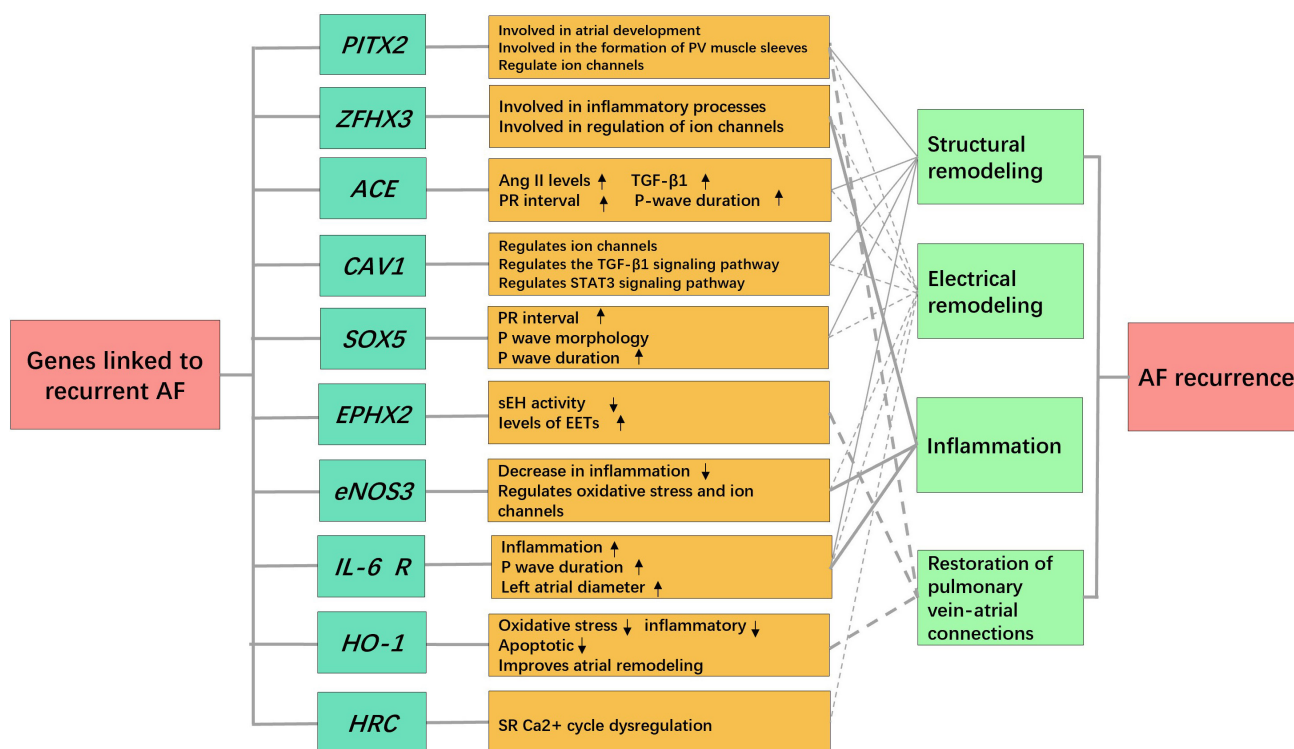 Genes linked to
recurrent AF
PITX2
Involved in atrial development
Involved in the formation of PV muscle sleeves
Regulate ion channels
ZFHX3
Involved in inflammatory processes
Involved in regulation of ion channels
ACE
Ang II levels ↑ TGF-β1 ↑
PR interval ↑ P-wave duration ↑
CAV1
Regulates ion channels
Regulates the TGF-β1 signaling pathway
Regulates STAT3 signaling pathway
SOX5
PR interval ↑
P wave morphology
P wave duration ↑
EPHX2
sEH activity ↓
levels of EETs ↑
eNOS3
Decrease in inflammation ↓
Regulates oxidative stress and ion
channels
IL-6 R
Inflammation ↑
P wave duration ↑
Left atrial diameter ↑
HO-1
Oxidative stress ↓ inflammatory ↓
Apoptotic ↓
Improves atrial remodeling
HRC
SR Ca2+ cycle dysregulation
Structural
remodeling
Electrical
remodeling
Inflammation
Restoration of
pulmonary
vein-atrial
connections
AF recurrence